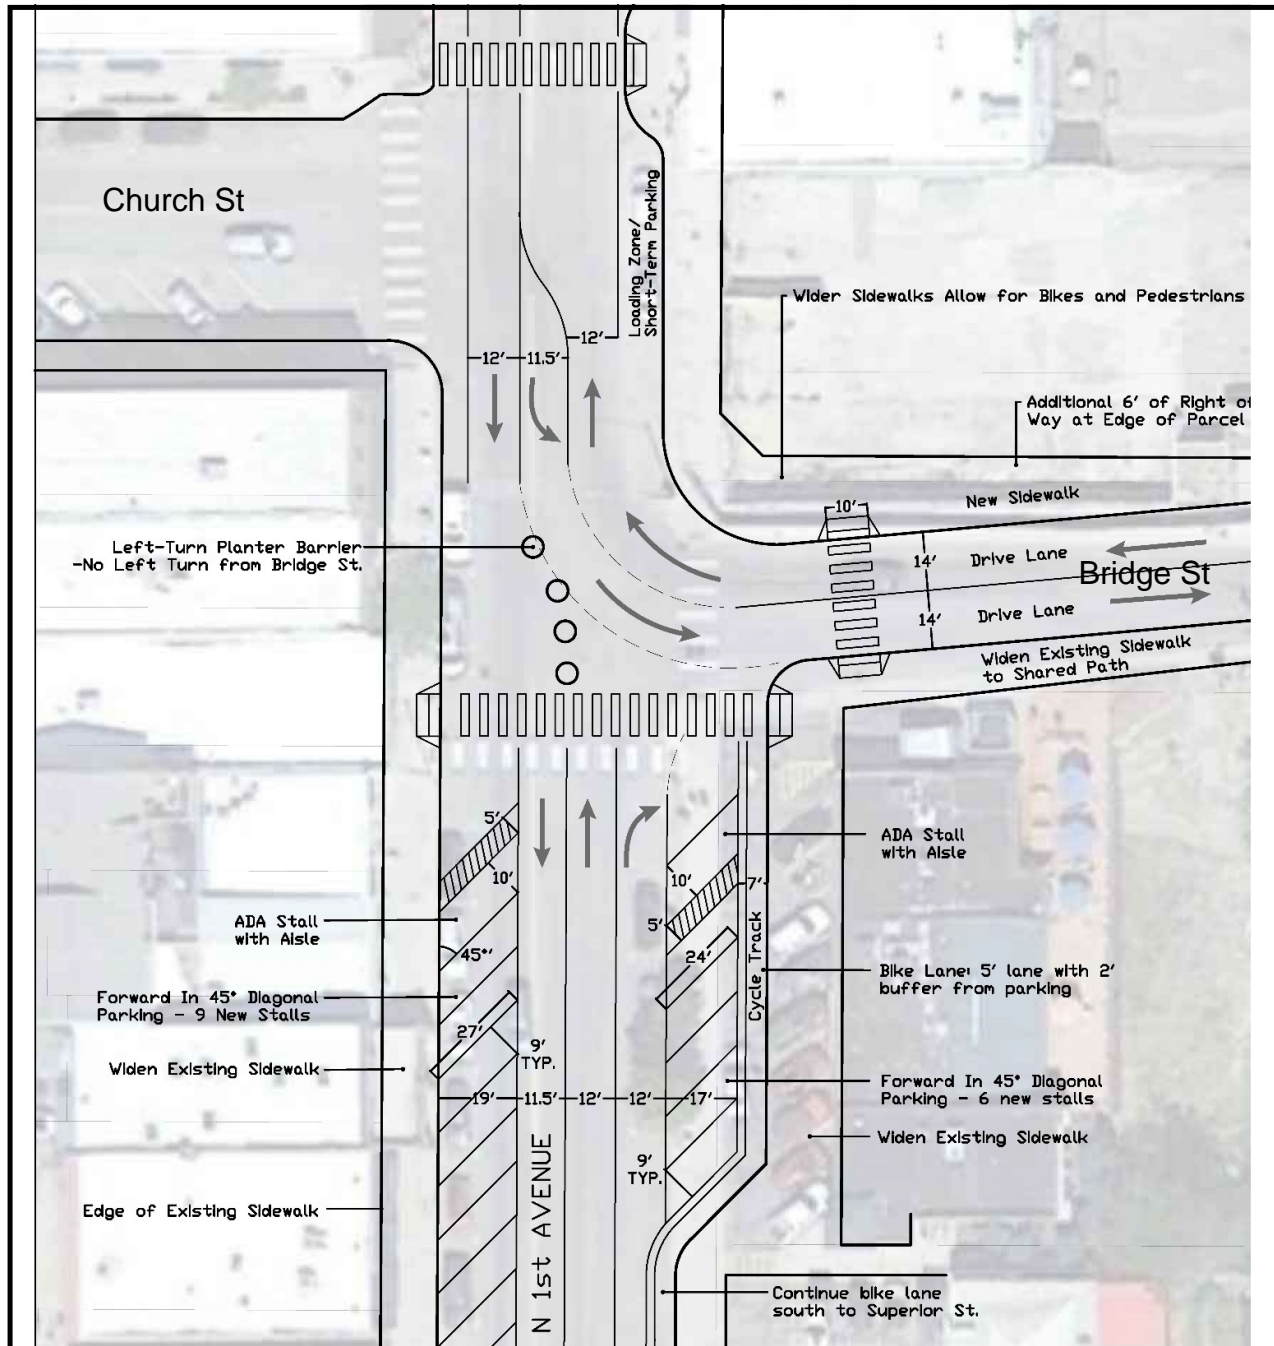 Church St
Loading Zone/
Short-Term Parking
Wider Sidewalks Allow for Bikes and Pedestrians
12'
12'
11.5'
Additional 6' of Right of
Way at Edge of Parcel
New Sidewalk
10'
Left-Turn Planter Barrier
-No Left Turn from Bridge St.
14'
Drive Lane
Bridge St
14'
Drive Lane
Widen Existing Sidewalk
to Shared Path
5'
ADA Stall
with Aisle
10'
10'
7'
ADA Stall
with Aisle
5'
45°'
24'
Cycle Track
Bike Lane: 5' lane with 2'
buffer from parking
Forward In 45° Diagonal
Parking - 9 New Stalls
27'
9'
TYP.
Widen Existing Sidewalk
Forward In 45° Diagonal
Parking - 6 new stalls
19'
11.5'
12'
12'
17'
Widen Existing Sidewalk
9'
TYP.
N 1st AVENUE
Edge of Existing Sidewalk
Continue bike lane
south to Superior St.